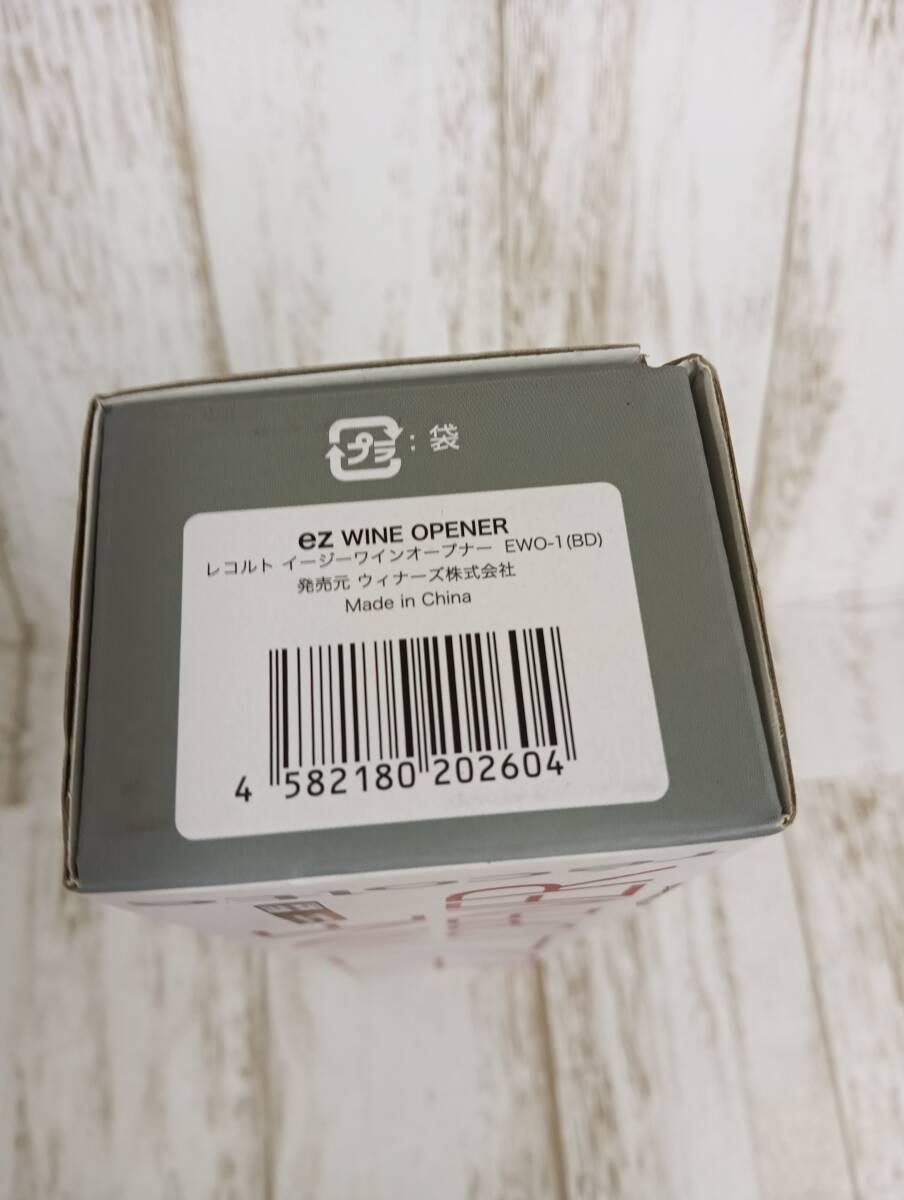 プラ : 袋
ez WINE OPENER
レコルト イージーワインオープナー EWO-1(BD)
発売元 ウィナーズ株式会社
Made in China
4 582180 202604